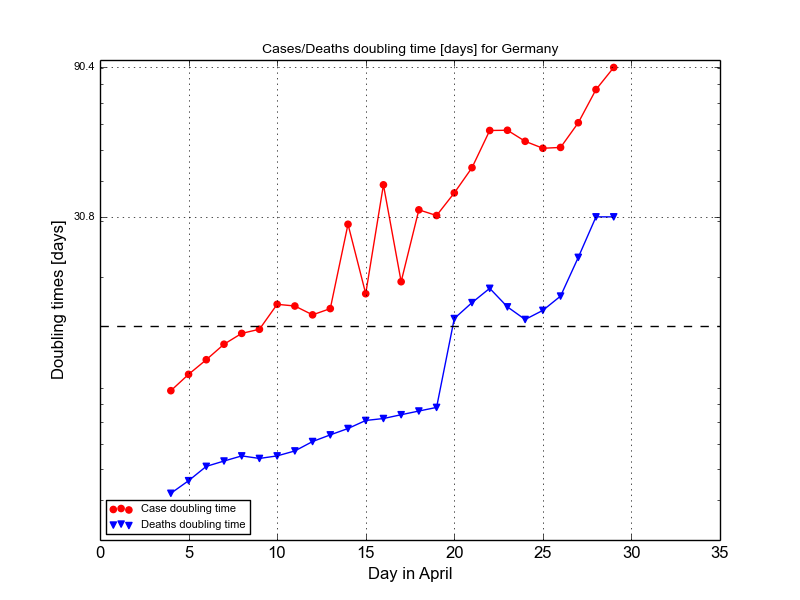 Cases/Deaths doubling time [days] for Germany
90.4
30.8
Doubling times [days]
Case doubling time
Deaths doubling time
0 5 10 15 20 25 30 35
Day in April